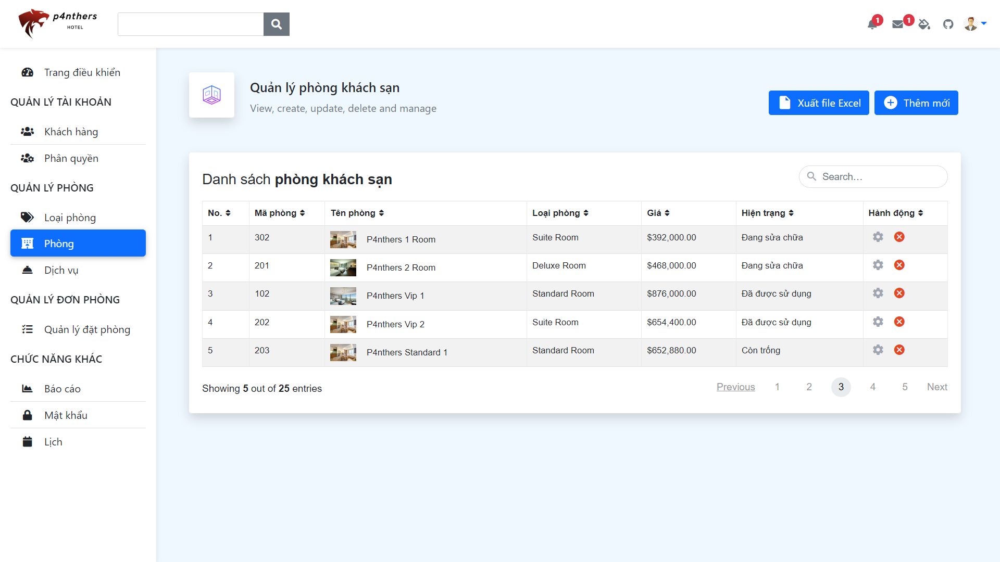 p4nthers
HOTEL
1
1
Trang điều khiển
QUẢN LÝ TÀI KHOẢN
Khách hàng
Phân quyền
QUẢN LÝ PHÒNG
Loại phòng
Phòng
Dịch vụ
QUẢN LÝ ĐƠN PHÒNG
Quản lý đặt phòng
CHỨC NĂNG KHÁC
Báo cáo
Mật khẩu
Lịch
Quản lý phòng khách sạn
View, create, update, delete and manage
Xuất file Excel
Thêm mới
Danh sách phòng khách sạn
Search...
No. Mã phòng Tên phòng Loại phòng Giá Hiện trạng Hành động
1 302 P4nthers 1 Room Suite Room $392,000.00 Đang sửa chữa
2 201 P4nthers 2 Room Deluxe Room $468,000.00 Đang sửa chữa
3 102 P4nthers Vip 1 Standard Room $876,000.00 Đã được sử dụng
4 202 P4nthers Vip 2 Suite Room $654,400.00 Đã được sử dụng
5 203 P4nthers Standard 1 Standard Room $652,880.00 Còn trống
Showing 5 out of 25 entries
Previous 1 2 3 4 5 Next